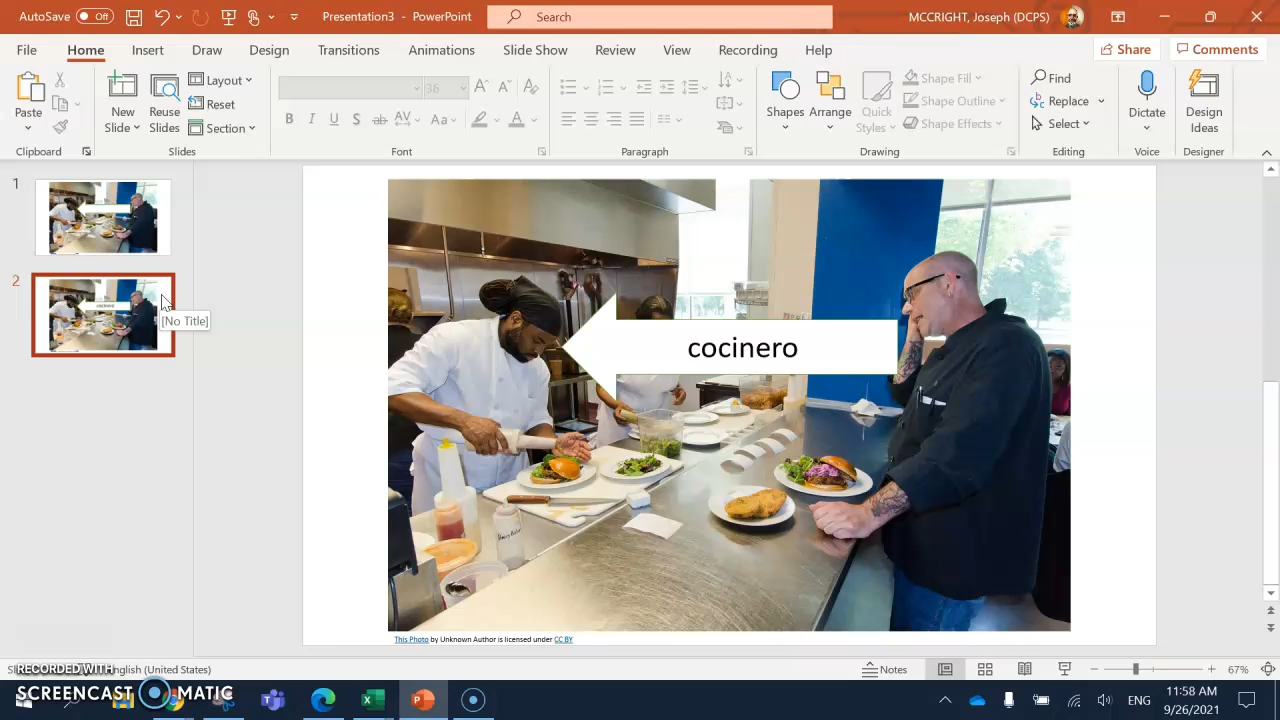 AutoSave Off Presentation3 - PowerPoint Search MCCRIGHT, Joseph (DCPS)
File Home Insert Draw Design Transitions Animations Slide Show Review View Recording Help Share Comments
Paste
New Slide
Reuse Slides
Layout
Reset
Section
Shapes
Arrange
Quick Styles
Shape Fill
Shape Outline
Shape Effects
Find
Replace
Select
Dictate
Design Ideas
Clipboard Slides Font Paragraph Drawing Editing Voice Designer
1
2
cocinero
[No Title]
cocinero
This Photo by Unknown Author is licensed under CC BY
English (United States) Notes 67%
RECORDED WITH
SCREENCAST MATIC
ENG
11:58 AM
9/26/2021